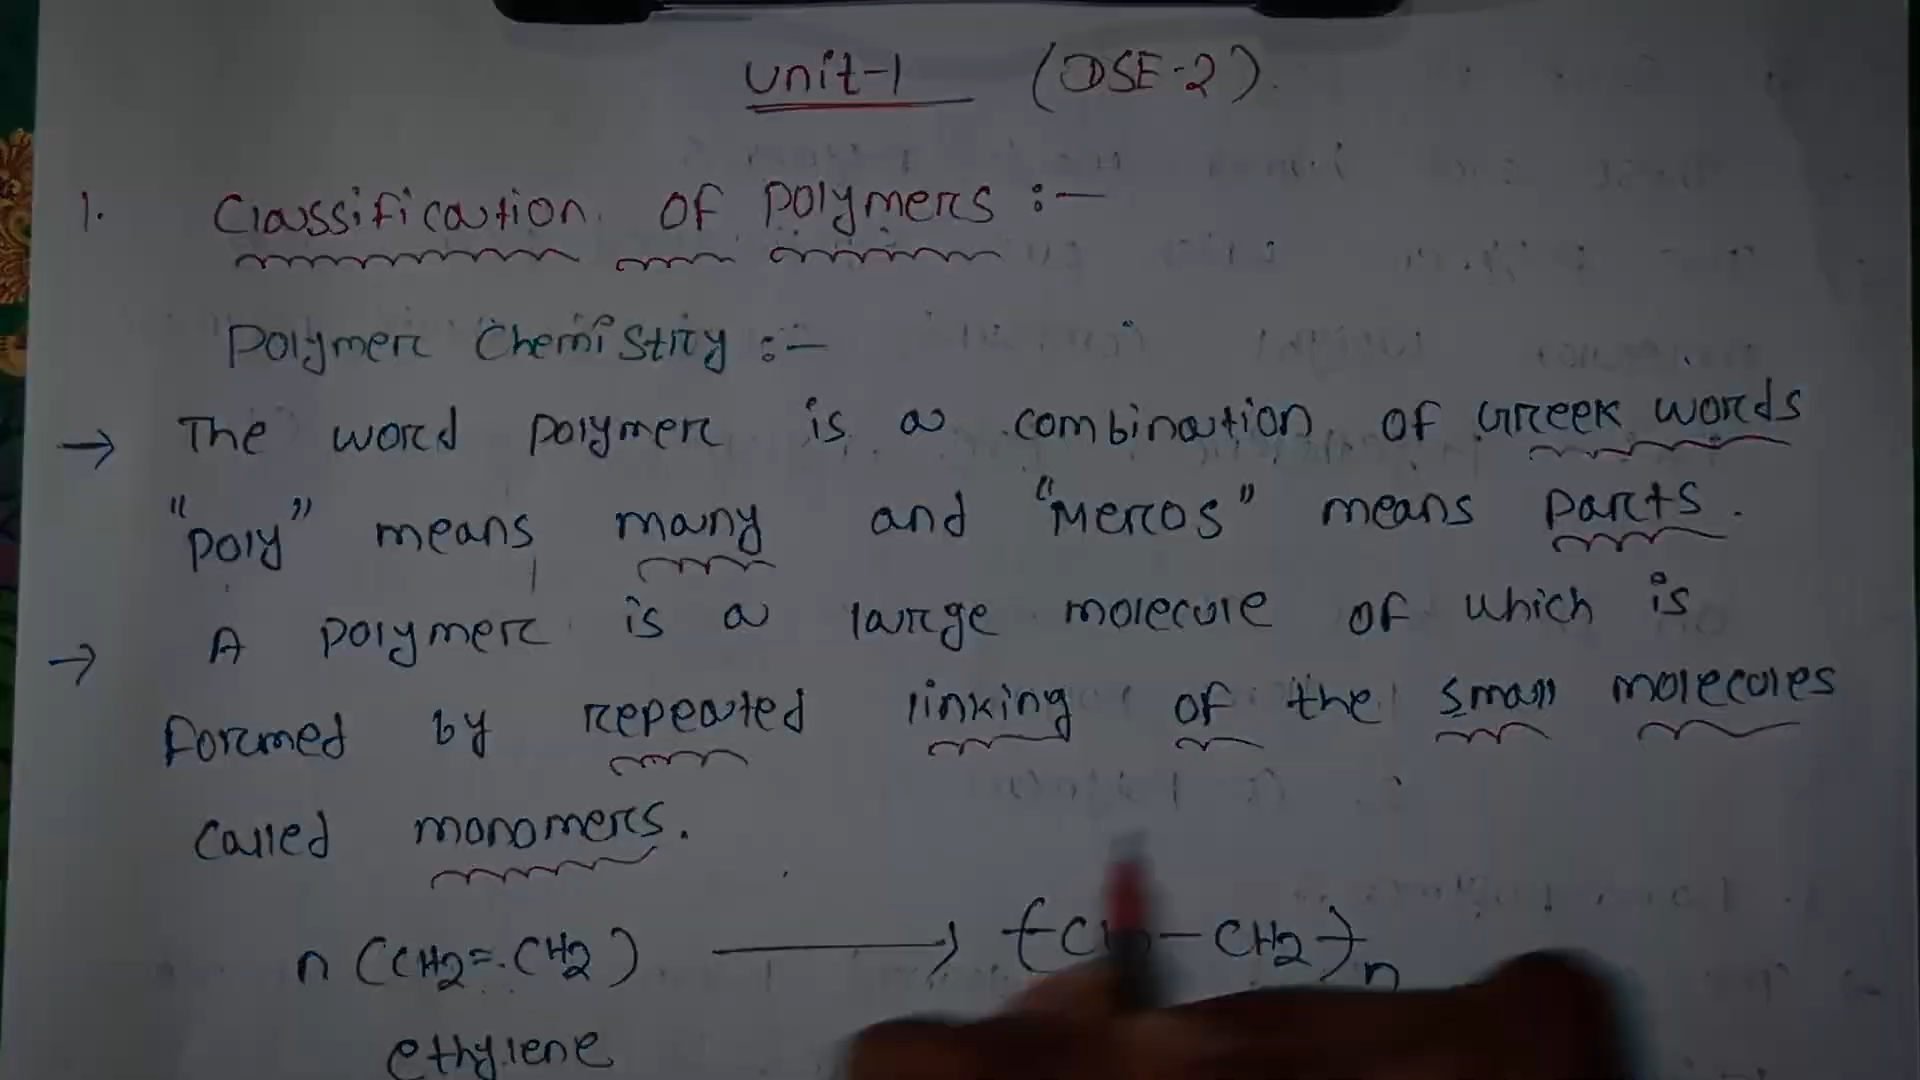 Unit-1 (DSE-2).
1. Classification of Polymers :-
Polymer Chemistry :-
→ The word polymer is a combination of Greek words
"Poly" means many and "Meros" means parts.
→ A polymer is a large molecule of which is
formed by repeated linking of the small molecules
called monomers.
n (CH2=CH2) ⟶ -(CH2-CH2)-n
ethylene